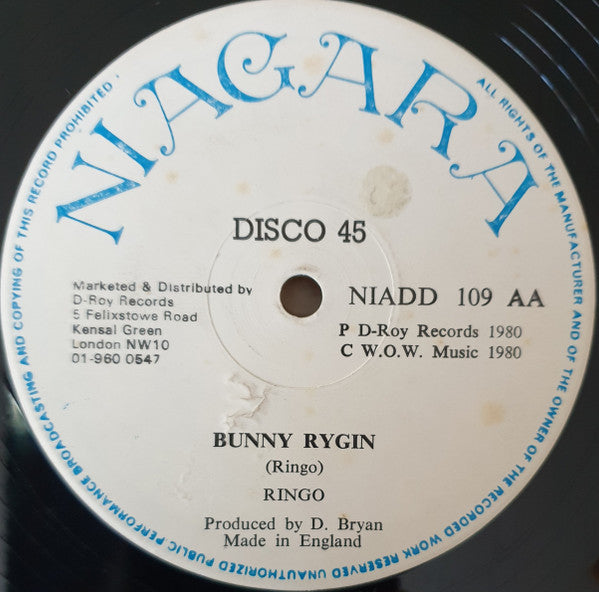 NIAGARA
ALL RIGHTS OF THE MANUFACTURER AND OF THE OWNER OF THE RECORDED WORK RESERVED UNAUTHORIZED PUBLIC PERFORMANCE BROADCASTING AND COPYING OF THIS RECORD PROHIBITED
DISCO 45
Marketed & Distributed by
D-Roy Records
5 Felixstowe Road
Kensal Green
London NW10
01-960 0547
NIADD 109 AA
P D-Roy Records 1980
C W.O.W. Music 1980
BUNNY RYGIN
(Ringo)
RINGO
Produced by D. Bryan
Made in England